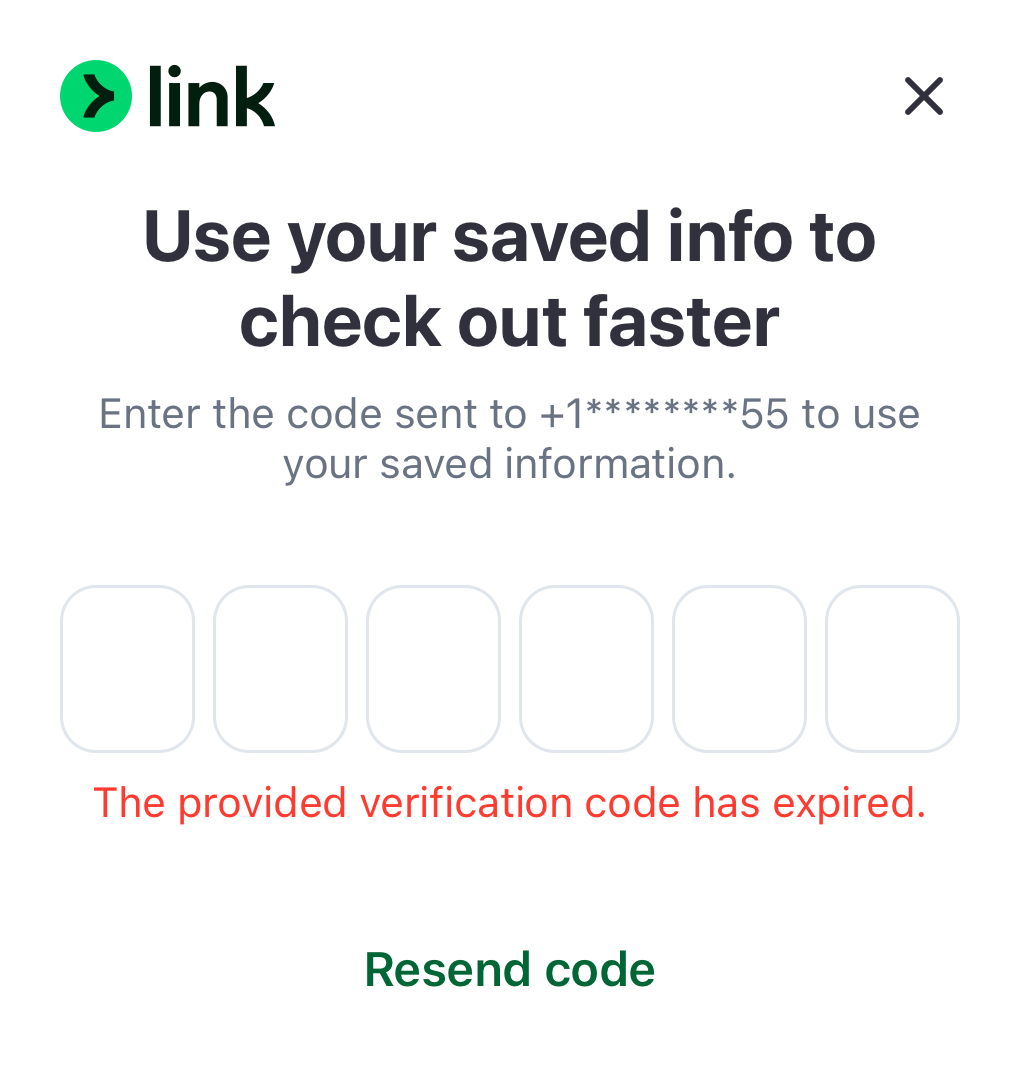 link
Use your saved info to
check out faster
Enter the code sent to +1********55 to use
your saved information.
The provided verification code has expired.
Resend code